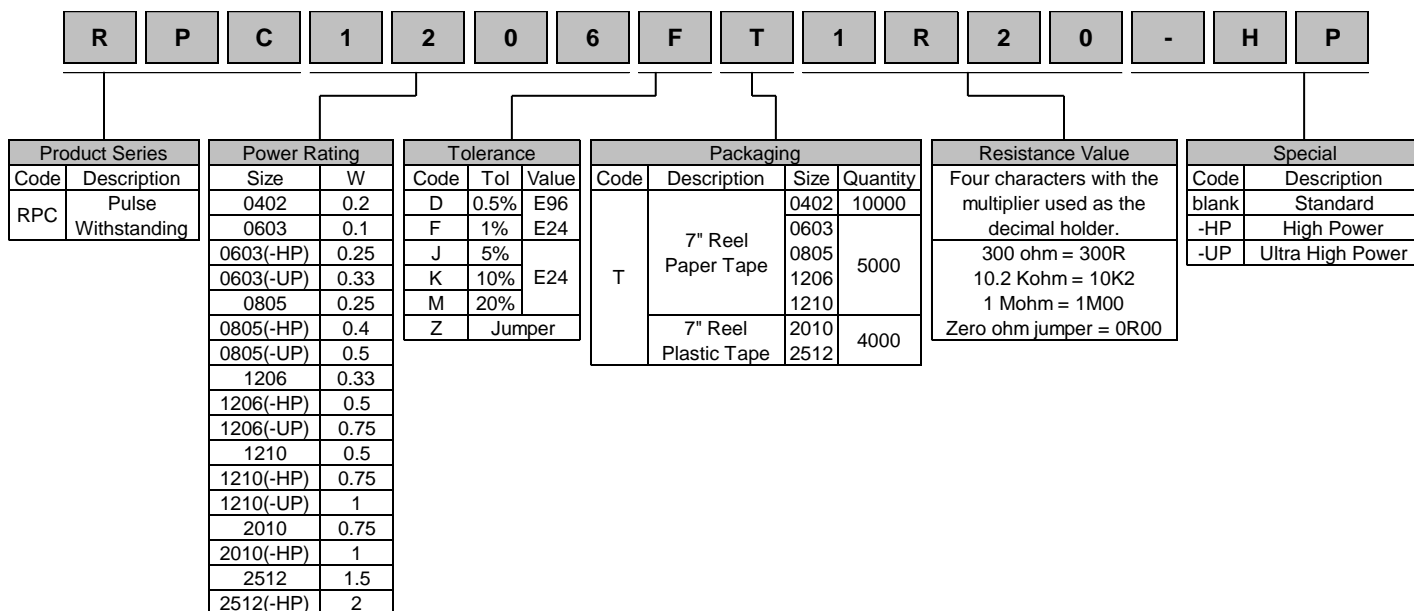 R P C 1 2 0 6 F T 1 R 2 0 - H P
Product Series
Code Description
RPC Pulse Withstanding
Power Rating
Size W
0402 0.2
0603 0.1
0603(-HP) 0.25
0603(-UP) 0.33
0805 0.25
0805(-HP) 0.4
0805(-UP) 0.5
1206 0.33
1206(-HP) 0.5
1206(-UP) 0.75
1210 0.5
1210(-HP) 0.75
1210(-UP) 1
2010 0.75
2010(-HP) 1
2512 1.5
2512(-HP) 2
Tolerance
Code Tol Value
D 0.5% E96
F 1% E24
J 5%
K 10% E24
M 20%
Z Jumper
Packaging
Code Description Size Quantity
T
7" Reel
Paper Tape
0402 10000
0603
0805
1206
1210
5000
7" Reel
Plastic Tape
2010
2512
4000
Resistance Value
Four characters with the
multiplier used as the
decimal holder.
300 ohm = 300R
10.2 Kohm = 10K2
1 Mohm = 1M00
Zero ohm jumper = 0R00
Special
Code Description
blank Standard
-HP High Power
-UP Ultra High Power